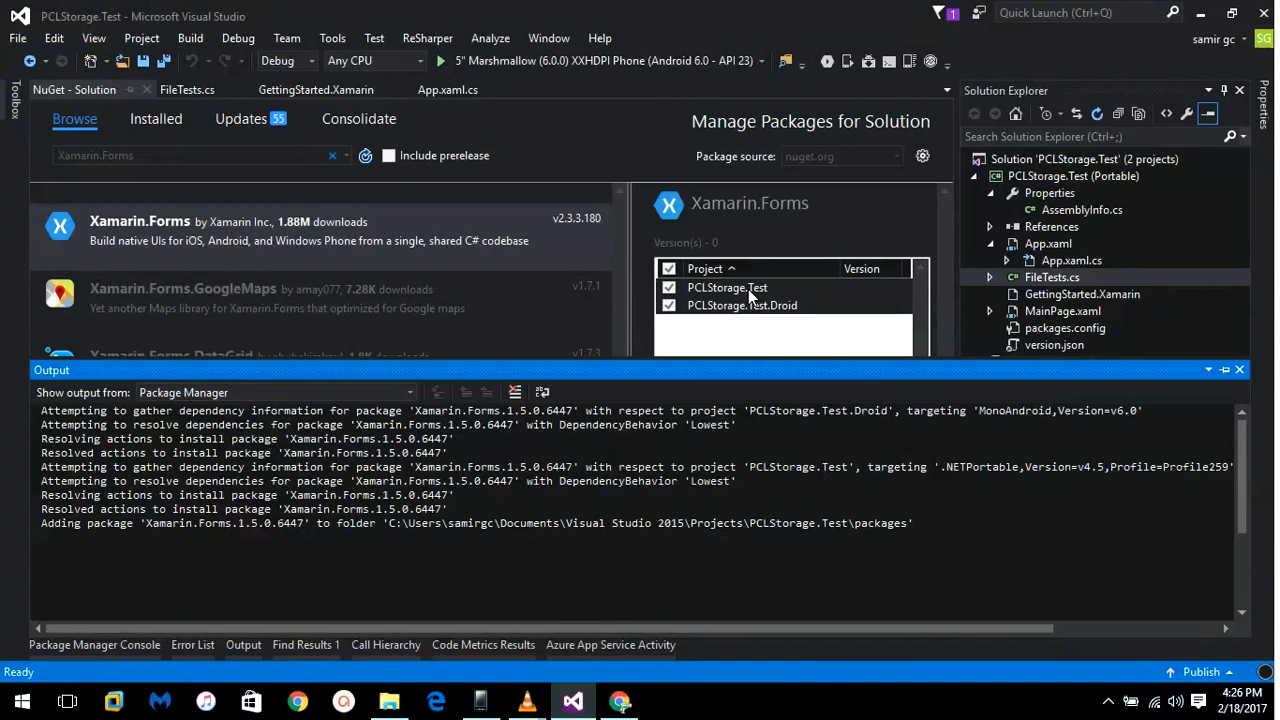 PCLStorage.Test - Microsoft Visual Studio
1
Quick Launch (Ctrl+Q)
File Edit View Project Build Debug Team Tools Test ReSharper Analyze Window Help
samir gc SG
Debug Any CPU 5" Marshmallow (6.0.0) XXHDPI Phone (Android 6.0 - API 23)
Toolbox
NuGet - Solution FileTests.cs GettingStarted.Xamarin App.xaml.cs
Browse Installed Updates 55 Consolidate
Manage Packages for Solution
Xamarin.Forms
Include prerelease
Package source: nuget.org
Xamarin.Forms by Xamarin Inc., 1.88M downloads v2.3.3.180
Build native UIs for iOS, Android, and Windows Phone from a single, shared C# codebase
Xamarin.Forms.GoogleMaps by amay077, 7.28K downloads v1.7.1
Yet another Maps library for Xamarin.Forms that optimized for Google maps
v1.7.3
Xamarin.Forms
Version(s) - 0
Project Version
PCLStorage.Test
PCLStorage.Test.Droid
Solution Explorer
Search Solution Explorer (Ctrl+;)
Solution 'PCLStorage.Test' (2 projects)
PCLStorage.Test (Portable)
Properties
AssemblyInfo.cs
References
App.xaml
App.xaml.cs
FileTests.cs
GettingStarted.Xamarin
MainPage.xaml
packages.config
version.json
Properties
Output
Show output from: Package Manager
Attempting to gather dependency information for package 'Xamarin.Forms.1.5.0.6447' with respect to project 'PCLStorage.Test.Droid', targeting 'MonoAndroid,Version=v6.0'
Attempting to resolve dependencies for package 'Xamarin.Forms.1.5.0.6447' with DependencyBehavior 'Lowest'
Resolving actions to install package 'Xamarin.Forms.1.5.0.6447'
Resolved actions to install package 'Xamarin.Forms.1.5.0.6447'
Attempting to gather dependency information for package 'Xamarin.Forms.1.5.0.6447' with respect to project 'PCLStorage.Test', targeting '.NETPortable,Version=v4.5,Profile=Profile259'
Attempting to resolve dependencies for package 'Xamarin.Forms.1.5.0.6447' with DependencyBehavior 'Lowest'
Resolving actions to install package 'Xamarin.Forms.1.5.0.6447'
Resolved actions to install package 'Xamarin.Forms.1.5.0.6447'
Adding package 'Xamarin.Forms.1.5.0.6447' to folder 'C:\Users\samirgc\Documents\Visual Studio 2015\Projects\PCLStorage.Test\packages'
Package Manager Console Error List Output Find Results 1 Call Hierarchy Code Metrics Results Azure App Service Activity
Ready
Publish
4:26 PM
2/18/2017